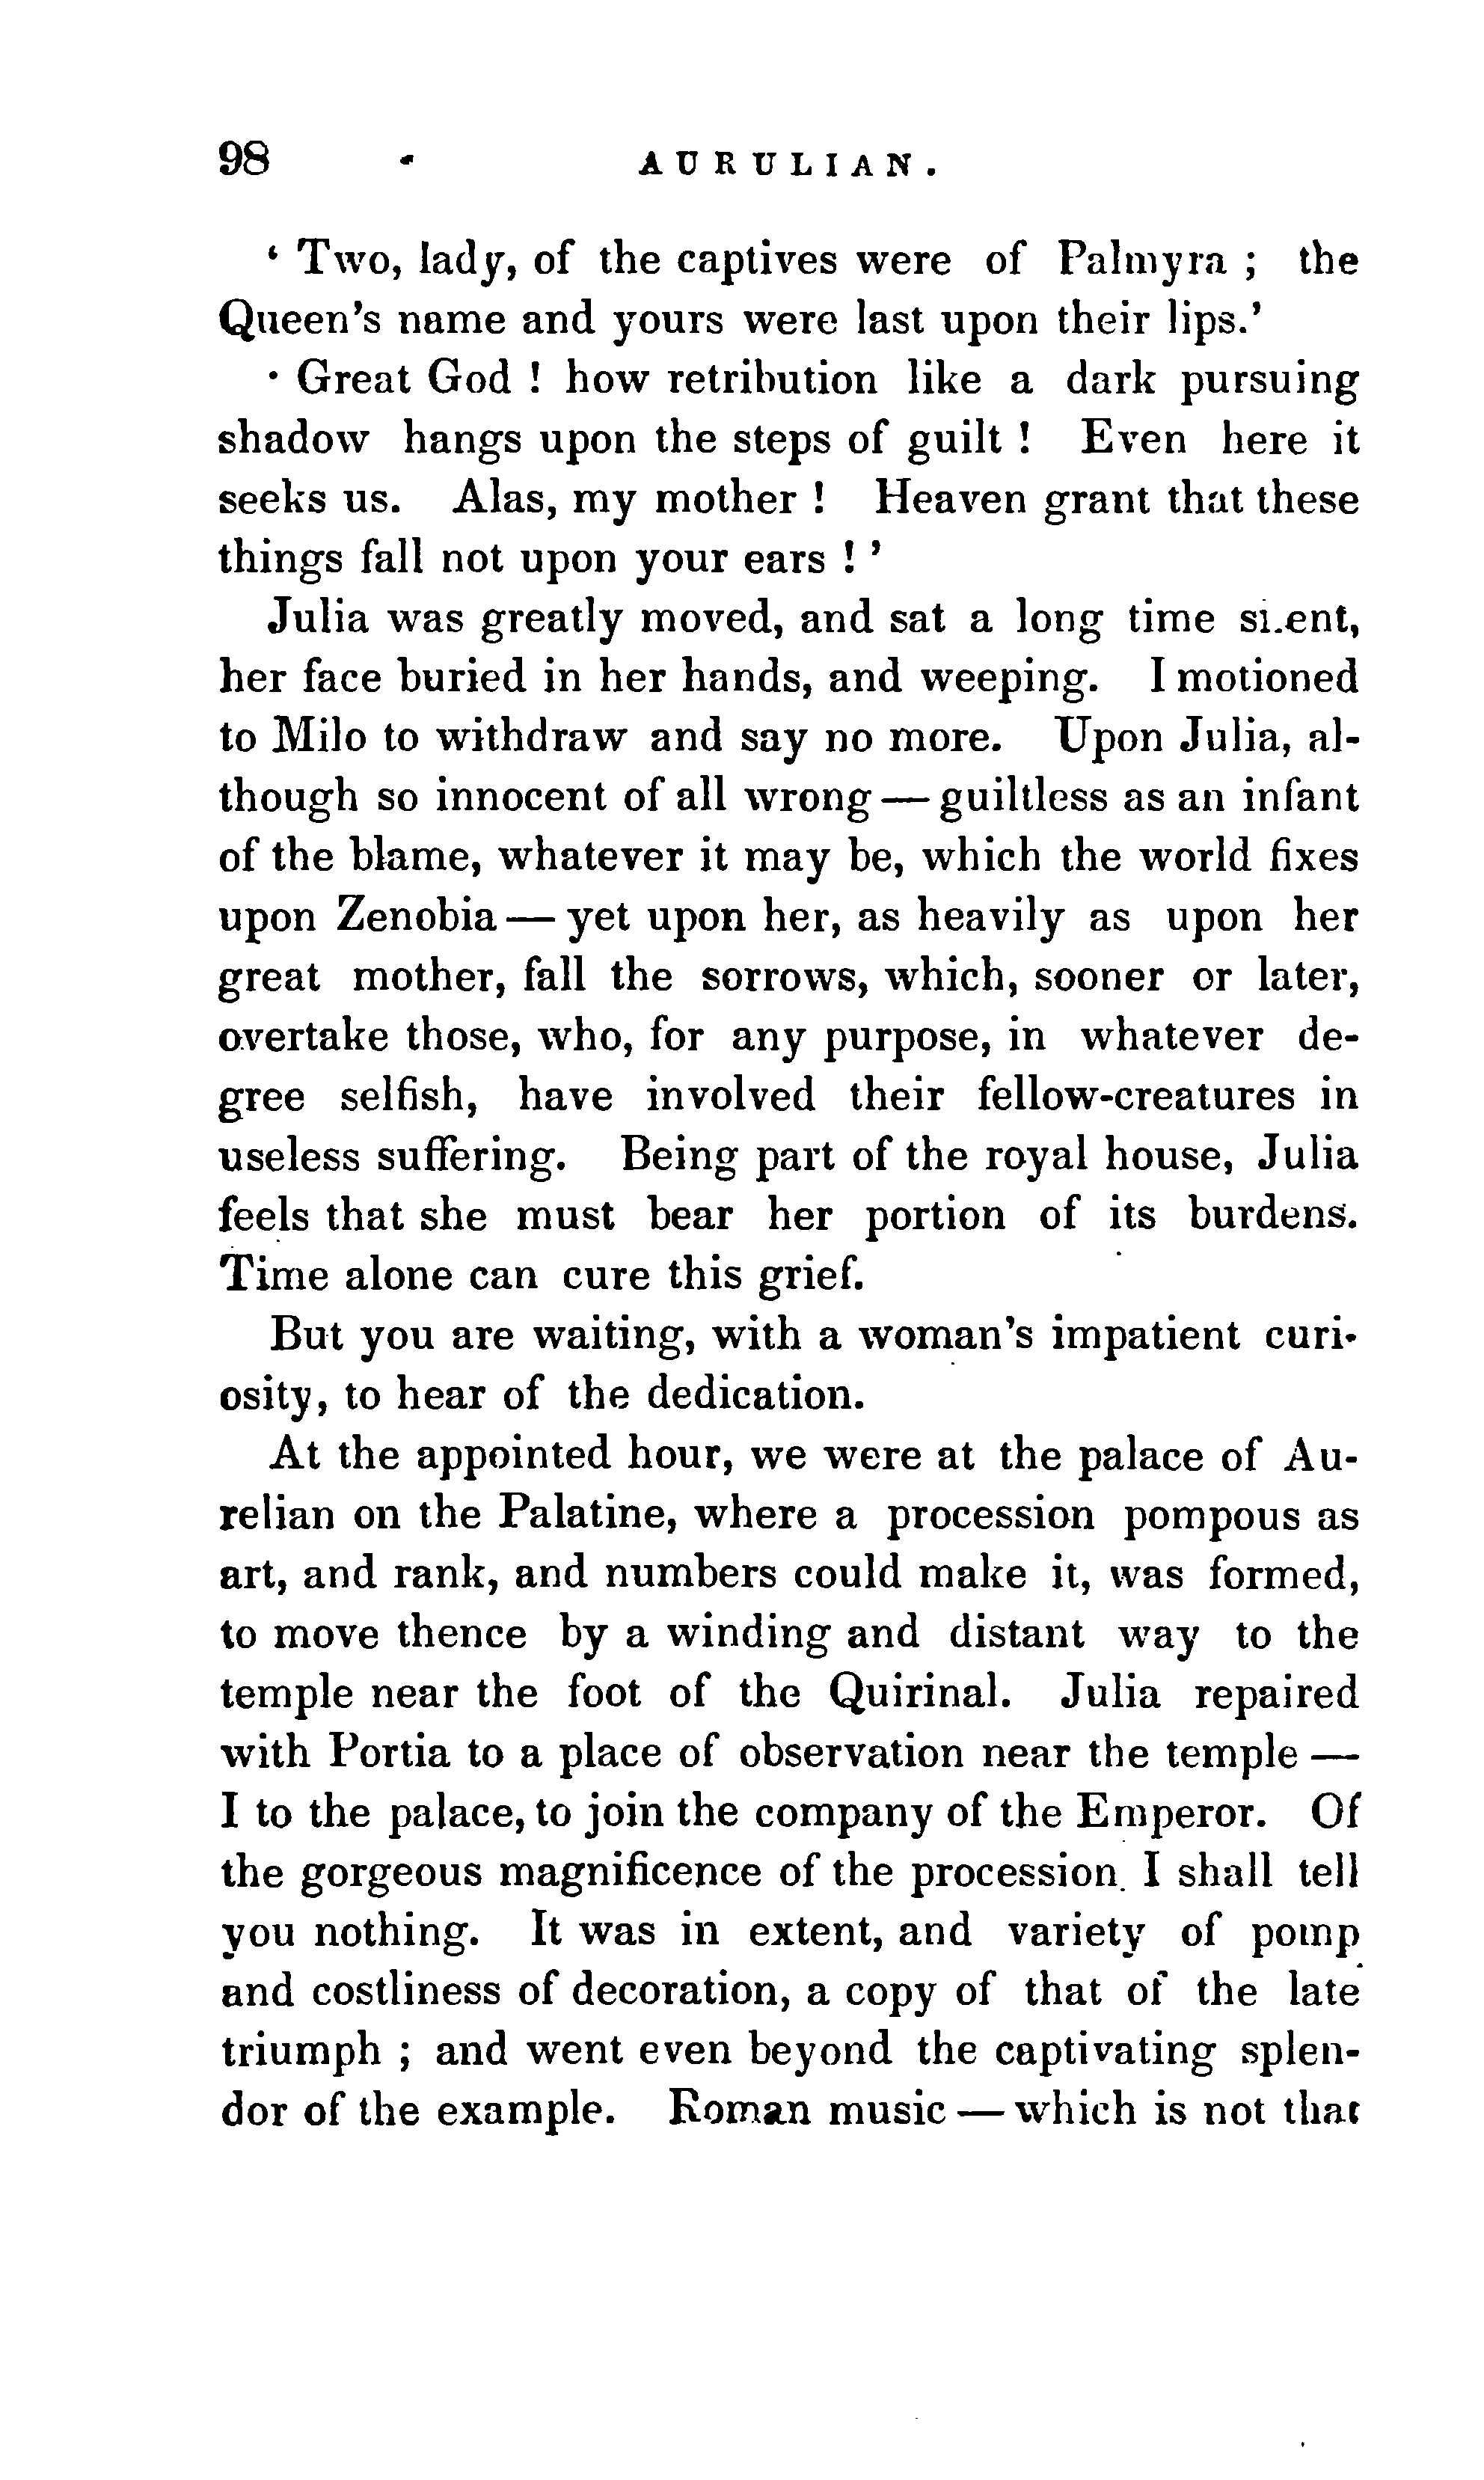 98 AURULIAN.
‘ Two, lady, of the captives were of Palmyra ; the
Queen's name and yours were last upon their lips.’
‘ Great God ! how retribution like a dark pursuing
shadow hangs upon the steps of guilt ! Even here it
seeks us. Alas, my mother ! Heaven grant that these
things fall not upon your ears ! ’
Julia was greatly moved, and sat a long time silent,
her face buried in her hands, and weeping. I motioned
to Milo to withdraw and say no more. Upon Julia, al-
though so innocent of all wrong — guiltless as an infant
of the blame, whatever it may be, which the world fixes
upon Zenobia — yet upon her, as heavily as upon her
great mother, fall the sorrows, which, sooner or later,
overtake those, who, for any purpose, in whatever de-
gree selfish, have involved their fellow-creatures in
useless suffering. Being part of the royal house, Julia
feels that she must bear her portion of its burdens.
Time alone can cure this grief.
But you are waiting, with a woman's impatient curi-
osity, to hear of the dedication.
At the appointed hour, we were at the palace of Au-
relian on the Palatine, where a procession pompous as
art, and rank, and numbers could make it, was formed,
to move thence by a winding and distant way to the
temple near the foot of the Quirinal. Julia repaired
with Portia to a place of observation near the temple —
I to the palace, to join the company of the Emperor. Of
the gorgeous magnificence of the procession I shall tell
you nothing. It was in extent, and variety of pomp
and costliness of decoration, a copy of that of the late
triumph ; and went even beyond the captivating splen-
dor of the example. Roman music — which is not that